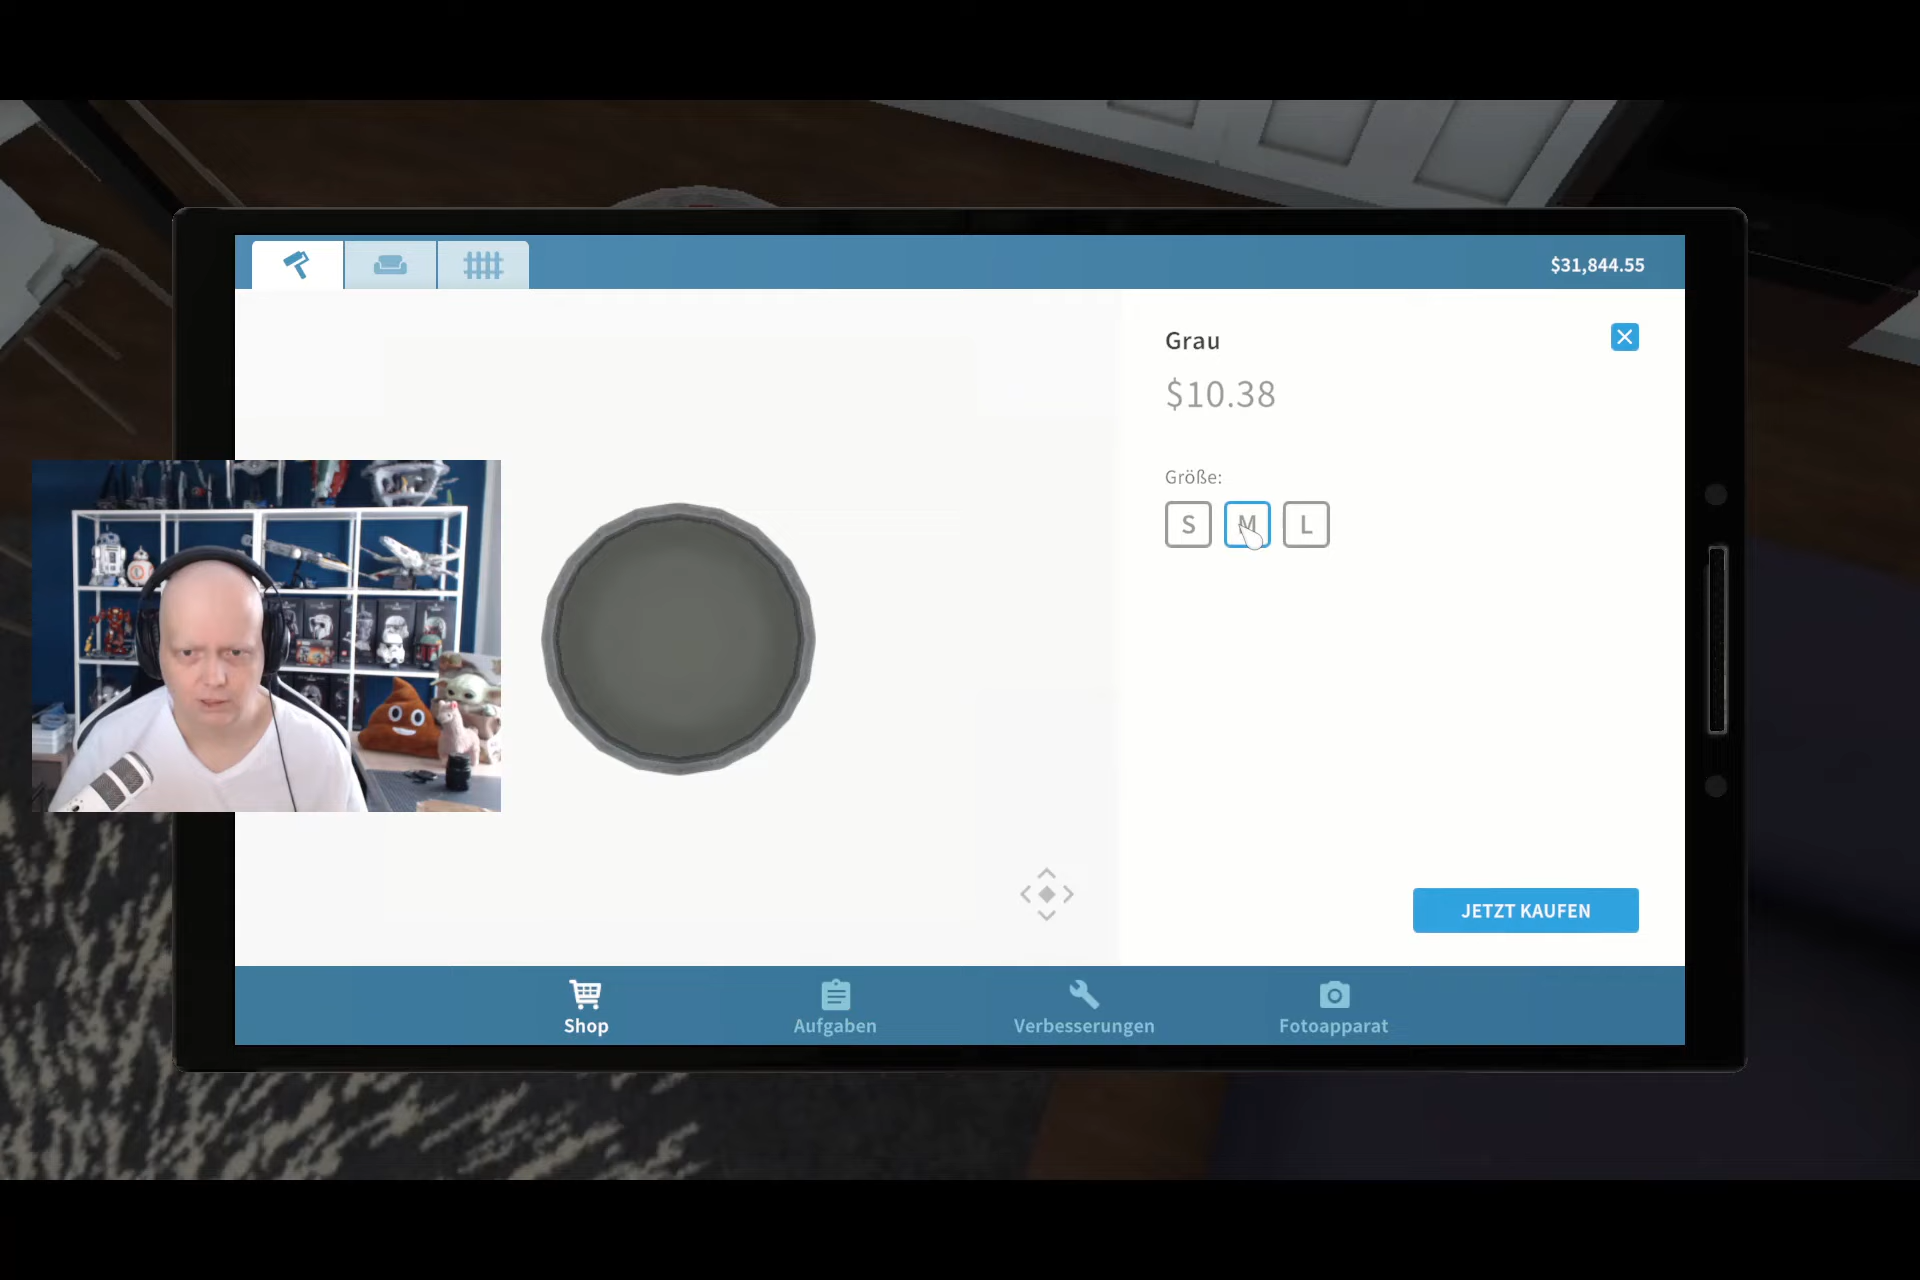 $31,844.55
Grau
$10.38
Größe:
S M L
JETZT KAUFEN
Shop Aufgaben Verbesserungen Fotoapparat